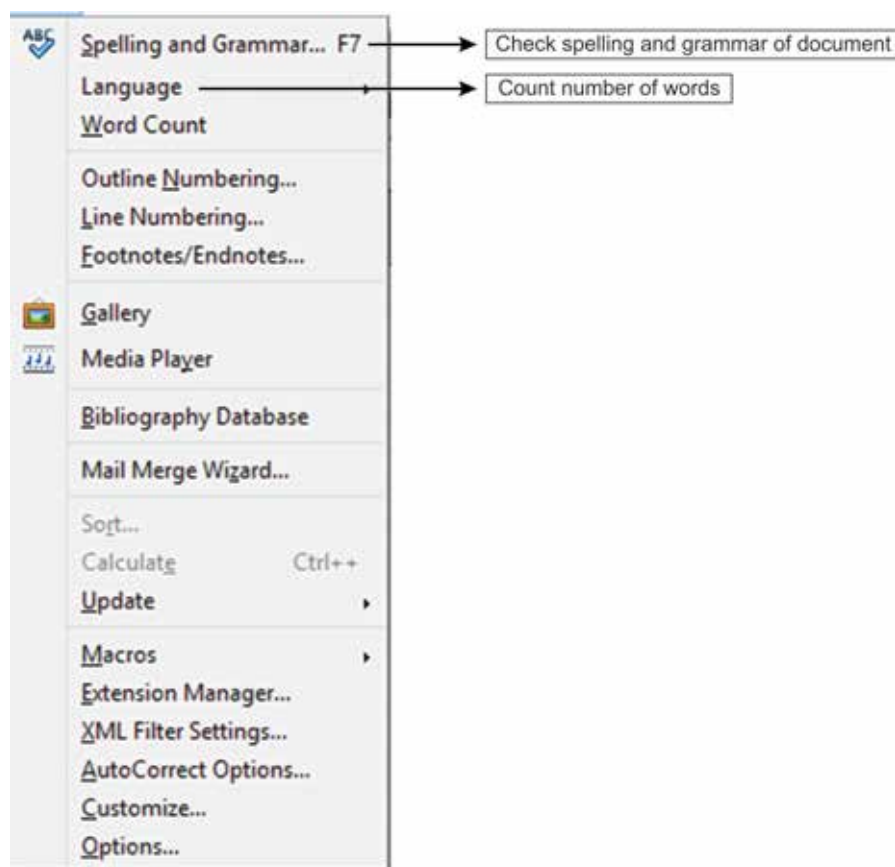 ABC
Spelling and Grammar... F7 Check spelling and grammar of document
Language Count number of words
Word Count
Outline Numbering...
Line Numbering...
Footnotes/Endnotes...
Gallery
Media Player
Bibliography Database
Mail Merge Wizard...
Sort...
Calculate Ctrl++
Update
Macros
Extension Manager...
XML Filter Settings...
AutoCorrect Options...
Customize...
Options...